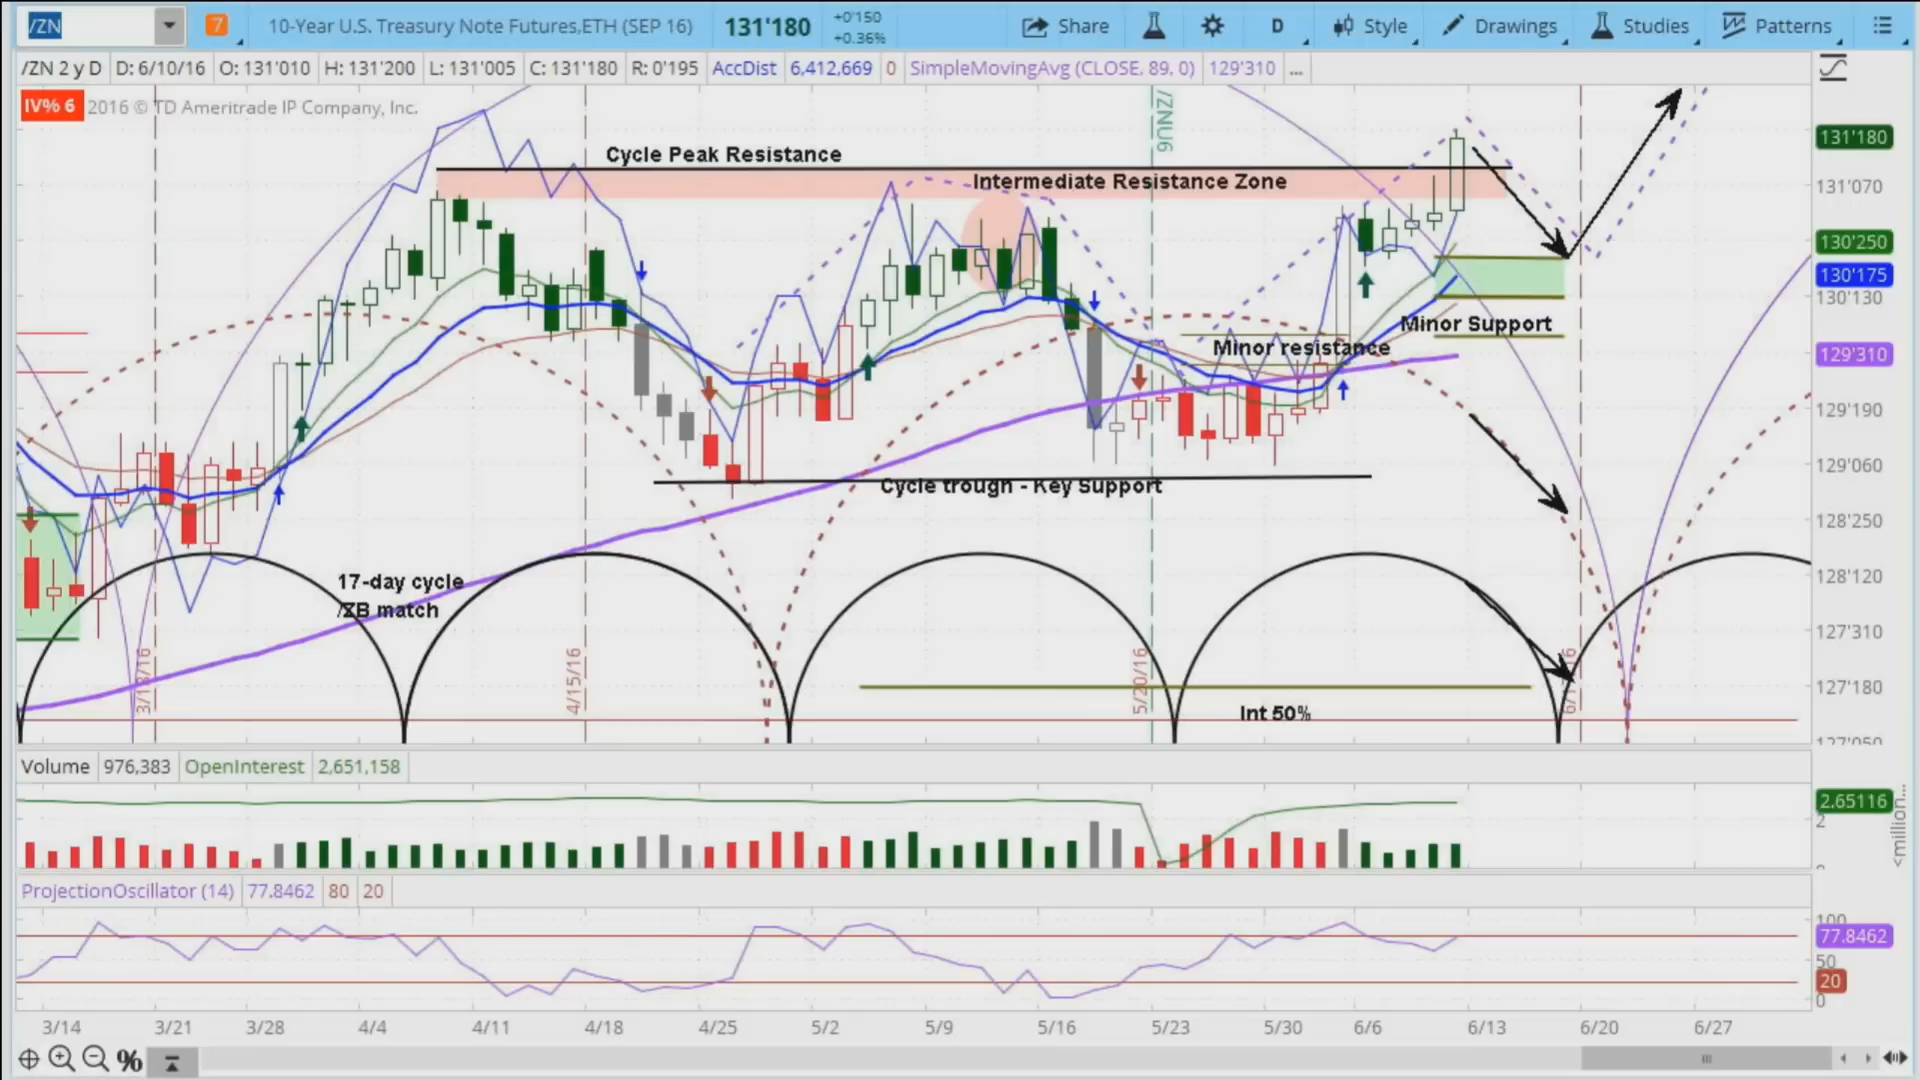 /ZN 7 10-Year U.S. Treasury Note Futures,ETH (SEP 16) 131'180 +0'150 +0.36% Share D Style Drawings Studies Patterns
/ZN 2 y D D: 6/10/16 O: 131'010 H: 131'200 L: 131'005 C: 131'180 R: 0'195 AccDist 6,412,669 0 SimpleMovingAvg (CLOSE, 89, 0) 129'310 ...
IV% 6 2016 © TD Ameritrade IP Company, Inc.
/ZNU6
Cycle Peak Resistance
Intermediate Resistance Zone
Minor Support
Minor resistance
Cycle trough - Key Support
17-day cycle
/ZB match
4/15/16
5/20/16
Int 50%
131'180
131'070
130'250
130'175
130'130
129'310
129'190
129'060
128'250
128'120
127'310
127'180
127'050
Volume 976,383 OpenInterest 2,651,158
2.65116
2
<million...
ProjectionOscillator (14) 77.8462 80 20
100
77.8462
50
20
0
3/14 3/21 3/28 4/4 4/11 4/18 4/25 5/2 5/9 5/16 5/23 5/30 6/6 6/13 6/20 6/27
%